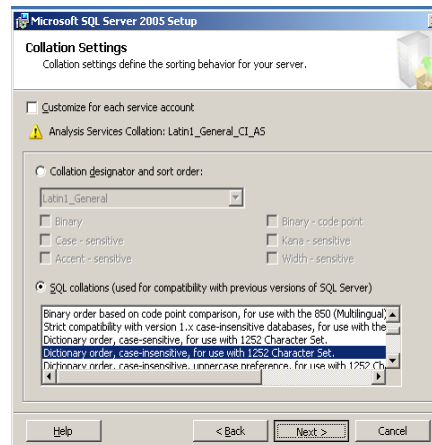 Microsoft SQL Server 2005 Setup
Collation Settings
Collation settings define the sorting behavior for your server.
Customize for each service account
Analysis Services Collation: Latin1_General_CI_AS
Collation designator and sort order:
Latin1_General
Binary
Binary - code point
Case - sensitive
Kana - sensitive
Accent - sensitive
Width - sensitive
SQL collations (used for compatibility with previous versions of SQL Server)
Binary order based on code point comparison, for use with the 850 (Multilingual)
Strict compatibility with version 1.x case-insensitive databases, for use with the
Dictionary order, case-sensitive, for use with 1252 Character Set.
Dictionary order, case-insensitive, for use with 1252 Character Set.
Dictionary order, case-insensitive, uppercase preference, for use with 1252 Ch
Help
< Back
Next >
Cancel